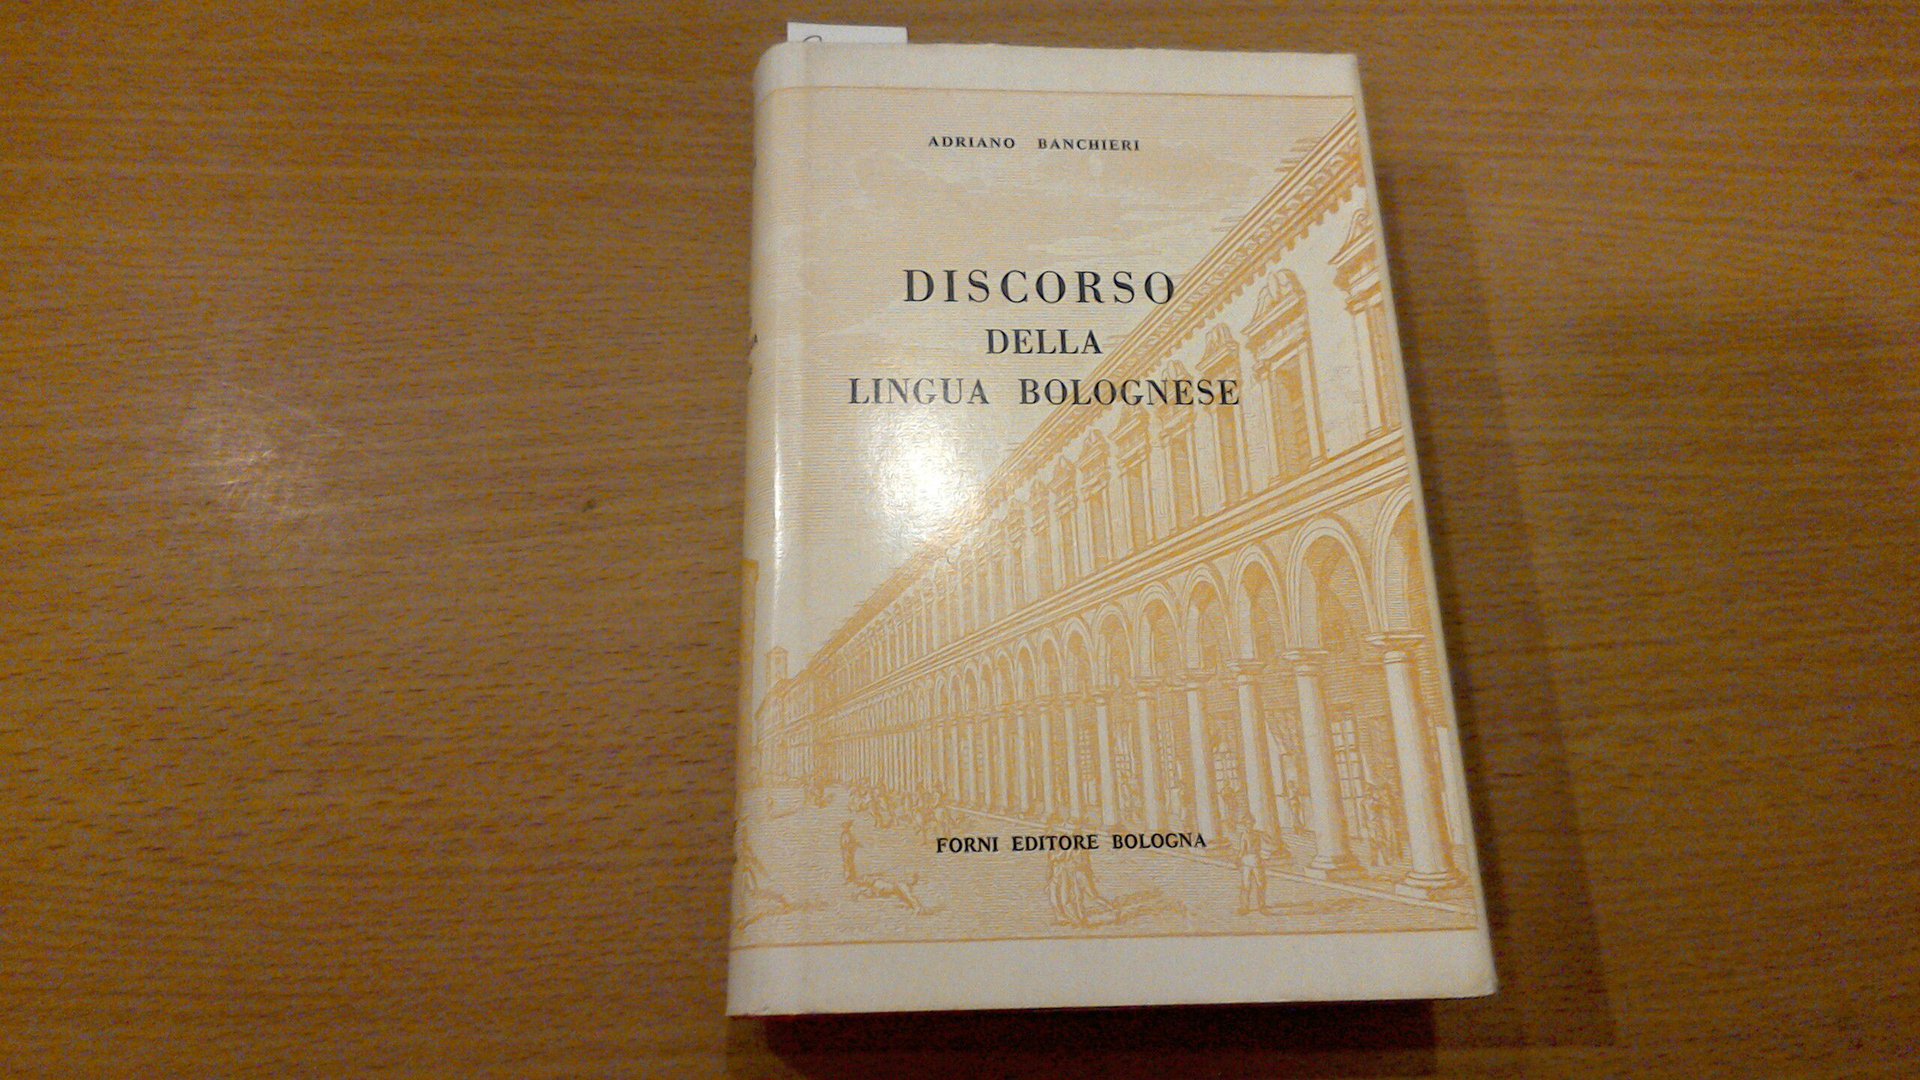 ADRIANO BANCHIERI
DISCORSO
DELLA
LINGUA BOLOGNESE
FORNI EDITORE BOLOGNA